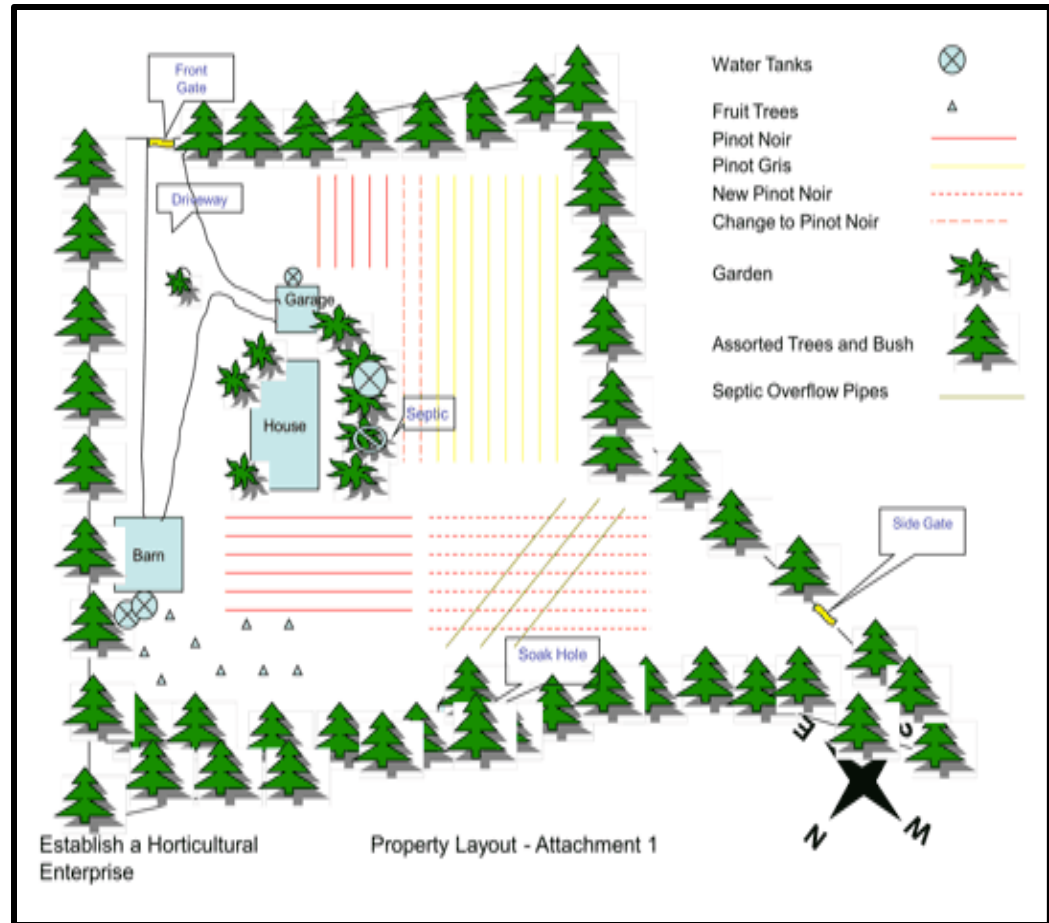 Front
Gate
Driveway
Garage
House
Septic
Barn
Soak Hole
Side Gate
Water Tanks
Fruit Trees
Pinot Noir
Pinot Gris
New Pinot Noir
Change to Pinot Noir
Garden
Assorted Trees and Bush
Septic Overflow Pipes
E
S
N
W
Establish a Horticultural
Enterprise
Property Layout - Attachment 1